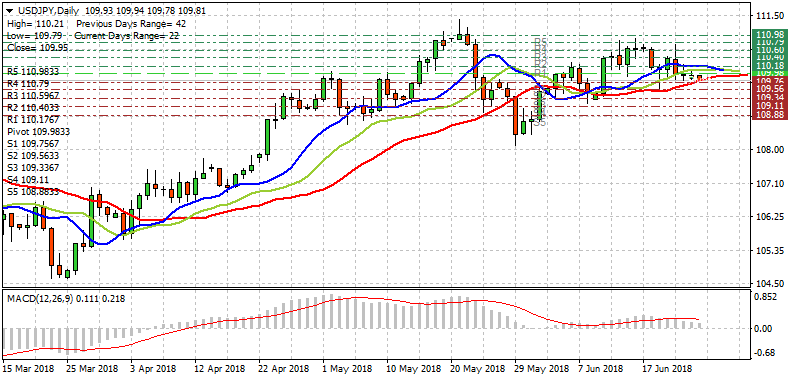 USDJPY,Daily 109.93 109.94 109.78 109.81
High= 110.21 Previous Days Range= 42
Low= 109.79 Current Days Range= 22
Close= 109.95
R5 110.9833
R4 110.79
R3 110.5967
R2 110.4033
R1 110.1767
Pivot 109.9833
S1 109.7567
S2 109.5633
S3 109.3367
S4 109.11
S5 108.8833
111.50
110.98
110.79
110.60
110.40
110.18
109.98
109.76
109.56
109.34
109.11
108.88
108.00
107.10
106.25
105.35
104.50
MACD(12,26,9) 0.111 0.218
0.852
0.00
-0.68
15 Mar 2018 25 Mar 2018 3 Apr 2018 12 Apr 2018 22 Apr 2018 1 May 2018 10 May 2018 20 May 2018 29 May 2018 7 Jun 2018 17 Jun 2018